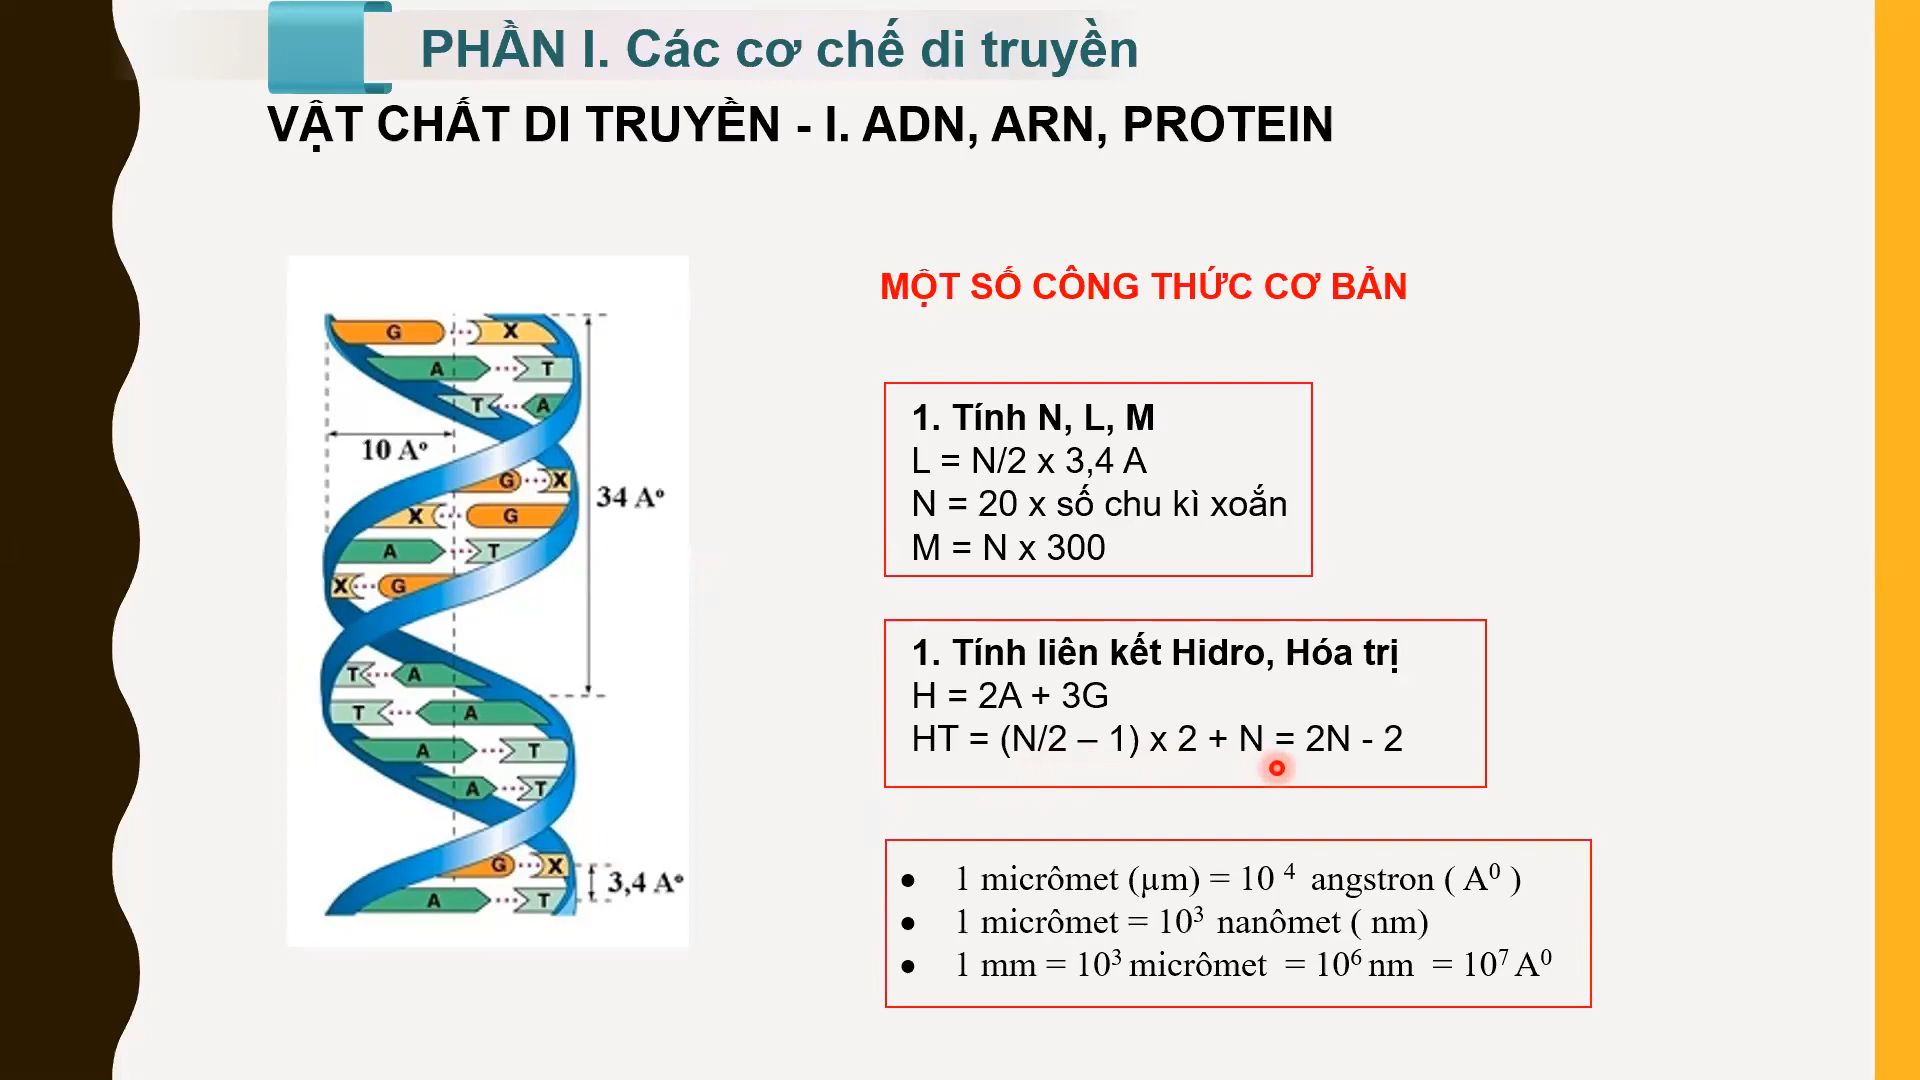 PHẦN I. Các cơ chế di truyền
VẬT CHẤT DI TRUYỀN - I. ADN, ARN, PROTEIN
MỘT SỐ CÔNG THỨC CƠ BẢN
G X
A T
T A
10 Aº
G X
34 Aº
X G
A T
X G
T A
T A
A T
A T
G X
3,4 Aº
A T
1. Tính N, L, M
L = N/2 x 3,4 A
N = 20 x số chu kì xoắn
M = N x 300
1. Tính liên kết Hidro, Hóa trị
H = 2A + 3G
HT = (N/2 – 1) x 2 + N = 2N - 2
• 1 micrômet (µm) = 10 ⁴ angstron ( A⁰ )
• 1 micrômet = 10³ nanômet ( nm)
• 1 mm = 10³ micrômet = 10⁶ nm = 10⁷ A⁰